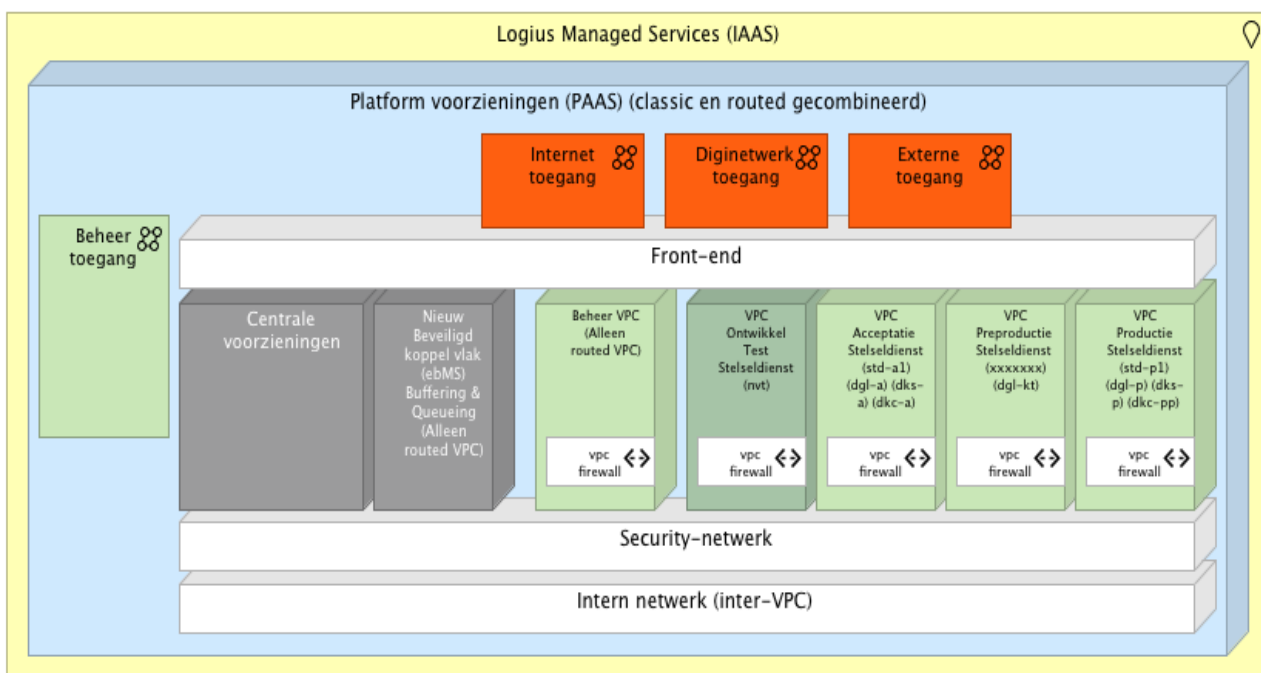 Logius Managed Services (IAAS)
Platform voorzieningen (PAAS) (classic en routed gecombineerd)
Internet
toegang
Diginetwerk
toegang
Externe
toegang
Beheer
toegang
Front-end
Centrale
voorzieningen
Nieuw
Beveiligd
koppel vlak
(ebMS)
Buffering &
Queueing
(Alleen
routed VPC)
Beheer VPC
(Alleen
routed VPC)
vpc
firewall
VPC
Ontwikkel
Test
Stelseldienst
(nvt)
vpc
firewall
VPC
Acceptatie
Stelseldienst
(std-a1)
(dgl-a) (dks-
a) (dkc-a)
vpc
firewall
VPC
Preproductie
Stelseldienst
(xxxxxxx)
(dgl-kt)
vpc
firewall
VPC
Productie
Stelseldienst
(std-p1)
(dgl-p) (dks-
p) (dkc-pp)
vpc
firewall
Security-netwerk
Intern netwerk (inter-VPC)